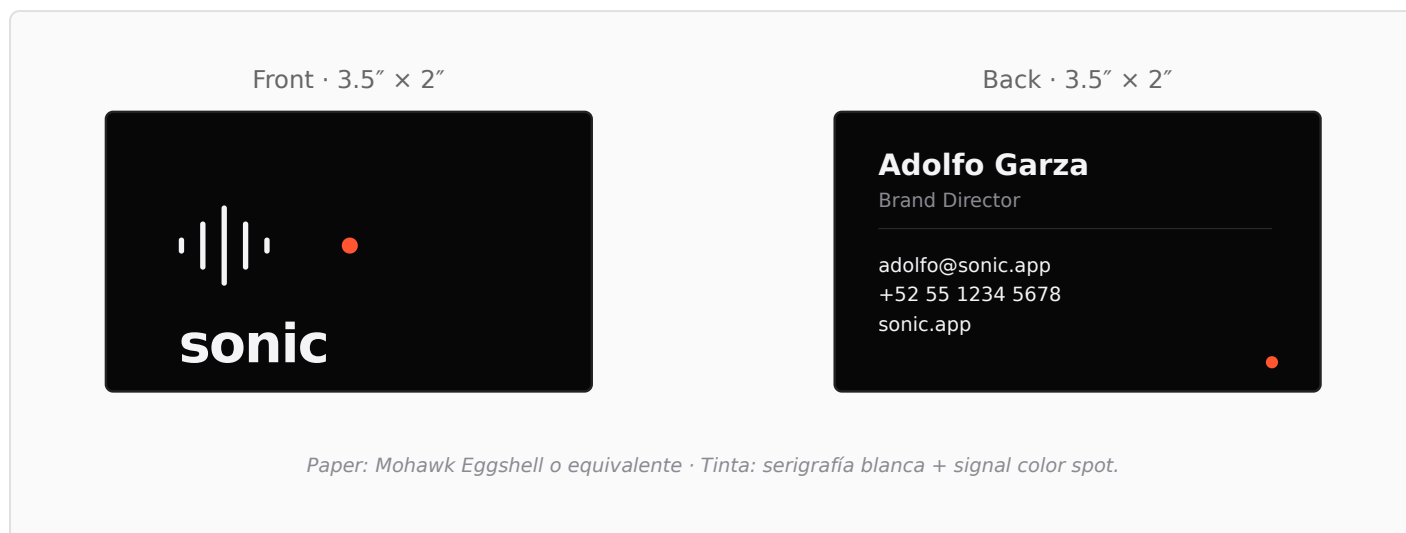 Front · 3.5″ × 2″
sonic
Back · 3.5″ × 2″
Adolfo Garza
Brand Director
adolfo@sonic.app
+52 55 1234 5678
sonic.app
Paper: Mohawk Eggshell o equivalente · Tinta: serigrafía blanca + signal color spot.